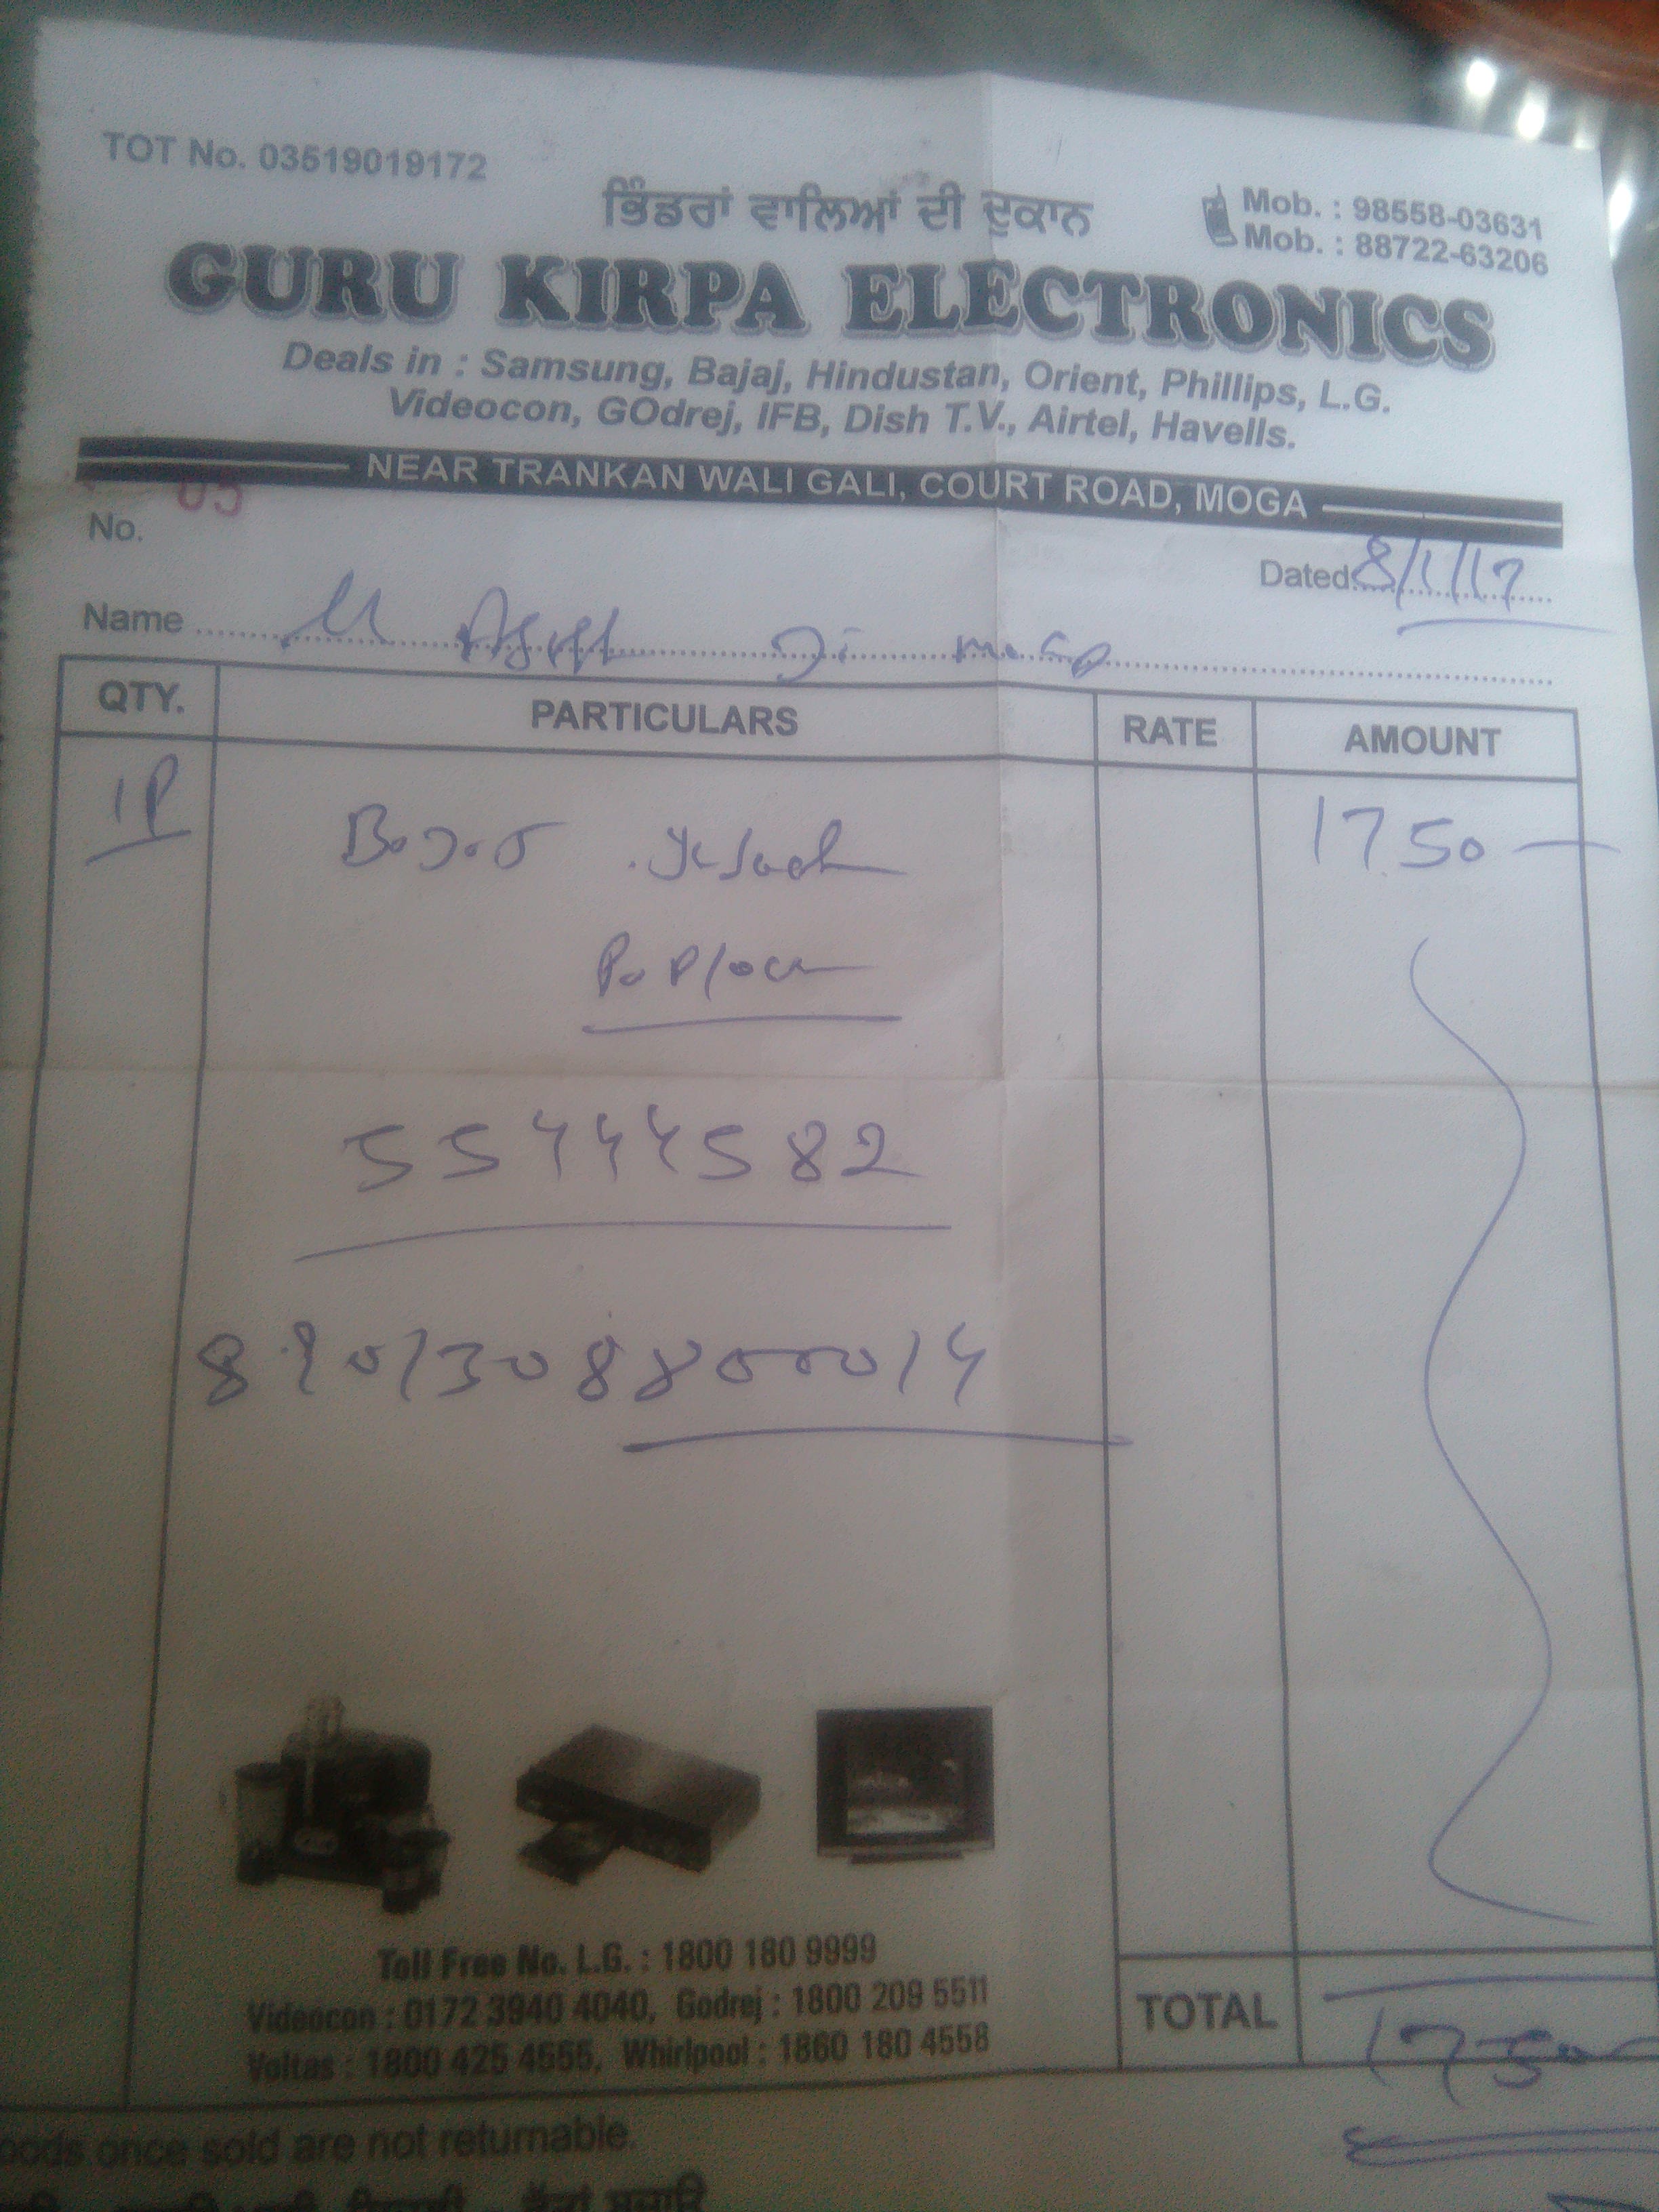 TOT No. 03519019172
ਭਿੰਡਰਾਂ ਵਾਲਿਆਂ ਦੀ ਦੁਕਾਨ
Mob. : 98558-03631
Mob. : 88722-63206
GURU KIRPA ELECTRONICS
Deals in : Samsung, Bajaj, Hindustan, Orient, Phillips, L.G.
Videocon, GOdrej, IFB, Dish T.V., Airtel, Havells.
NEAR TRANKAN WALI GALI, COURT ROAD, MOGA
No.
Dated 8/1/17
Name
QTY. PARTICULARS RATE AMOUNT
1P 1750
55444582
8901308800014
Toll Free No. L.G. : 1800 180 9999
Videocon : 0172 3940 4040, Godrej : 1800 209 5511
Voltas : 1800 425 4555, Whirlpool : 1860 180 4558
TOTAL 1750
oods once sold are not returnable.